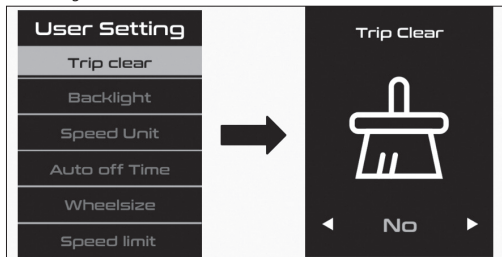 User Setting
Trip clear
Backlight
Speed Unit
Auto off Time
Wheelsize
Speed limit
Trip Clear
No